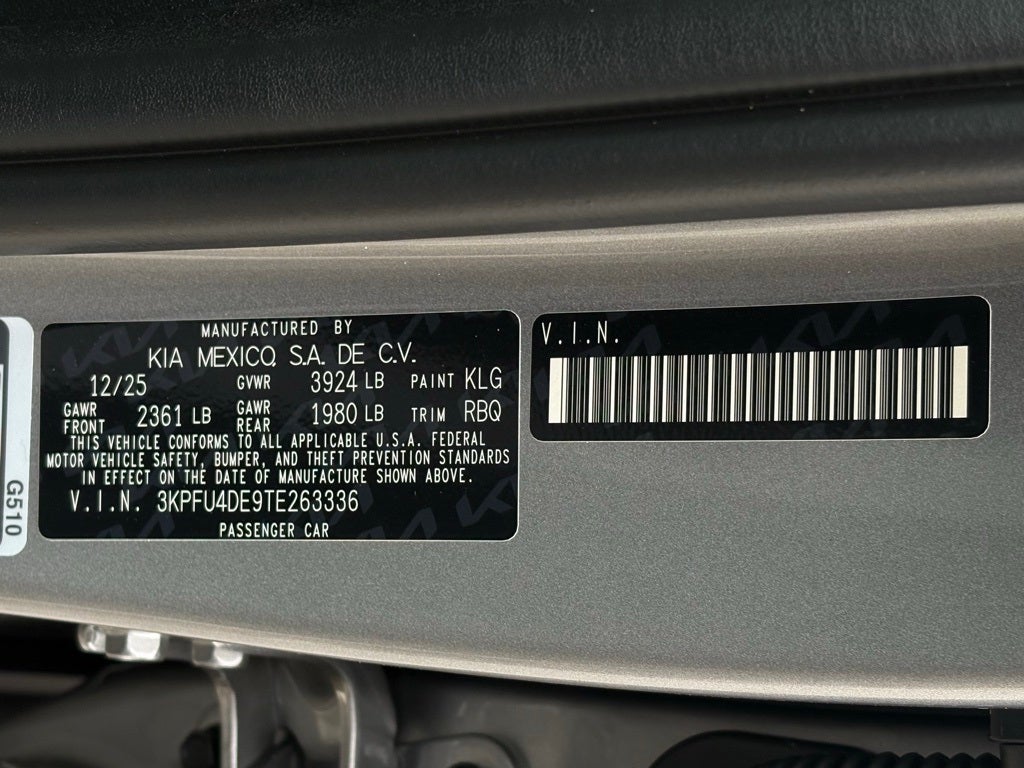 MANUFACTURED BY
KIA MEXICO, S.A. DE C.V.
12/25 GVWR 3924 LB PAINT KLG
GAWR FRONT 2361 LB GAWR REAR 1980 LB TRIM RBQ
THIS VEHICLE CONFORMS TO ALL APPLICABLE U.S.A. FEDERAL
MOTOR VEHICLE SAFETY, BUMPER, AND THEFT PREVENTION STANDARDS
IN EFFECT ON THE DATE OF MANUFACTURE SHOWN ABOVE.
V.I.N. 3KPFU4DE9TE263336
PASSENGER CAR
V.I.N.
G510